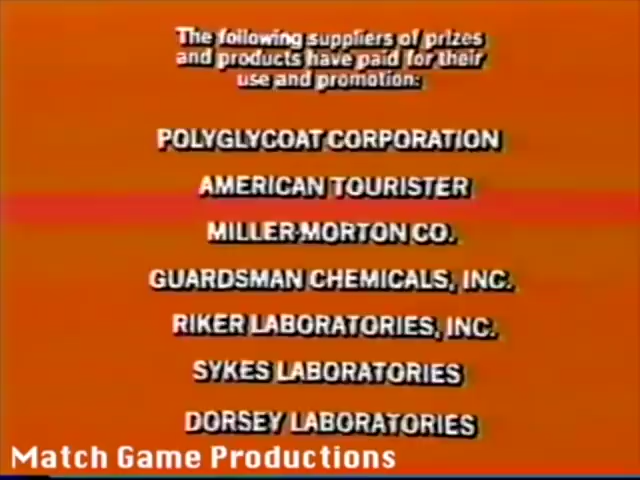 The following suppliers of prizes
and products have paid for their
use and promotion:
POLYGLYCOAT CORPORATION
AMERICAN TOURISTER
MILLER-MORTON CO.
GUARDSMAN CHEMICALS, INC.
RIKER LABORATORIES, INC.
SYKES LABORATORIES
DORSEY LABORATORIES
Match Game Productions